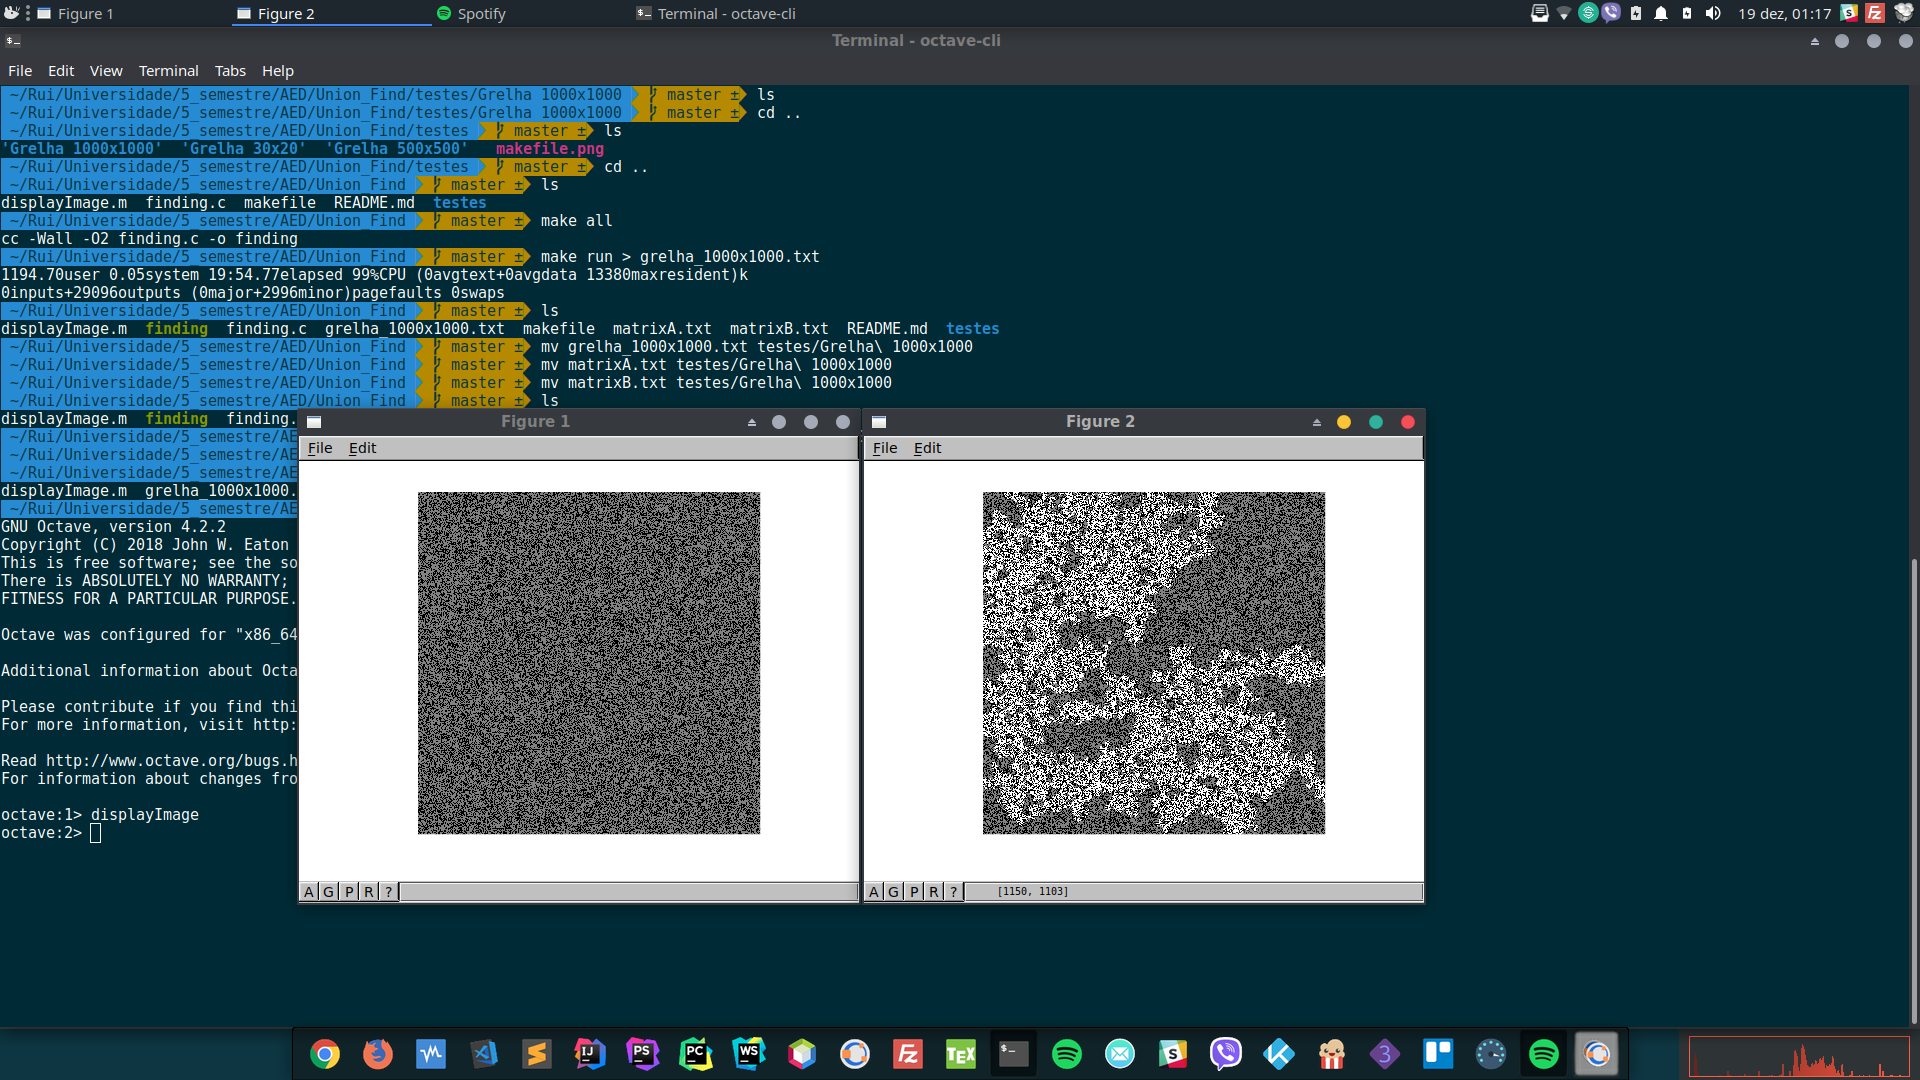 Figure 1
Figure 2
Spotify
Terminal - octave-cli
19 dez, 01:17
Terminal - octave-cli
File Edit View Terminal Tabs Help
~/Rui/Universidade/5_semestre/AED/Union_Find/testes/Grelha 1000x1000 master ± ls
~/Rui/Universidade/5_semestre/AED/Union_Find/testes/Grelha 1000x1000 master ± cd ..
~/Rui/Universidade/5_semestre/AED/Union_Find/testes master ± ls
'Grelha 1000x1000' 'Grelha 30x20' 'Grelha 500x500' makefile.png
~/Rui/Universidade/5_semestre/AED/Union_Find/testes master ± cd ..
~/Rui/Universidade/5_semestre/AED/Union_Find master ± ls
displayImage.m finding.c makefile README.md testes
~/Rui/Universidade/5_semestre/AED/Union_Find master ± make all
cc -Wall -O2 finding.c -o finding
~/Rui/Universidade/5_semestre/AED/Union_Find master ± make run > grelha_1000x1000.txt
1194.70user 0.05system 19:54.77elapsed 99%CPU (0avgtext+0avgdata 13380maxresident)k
0inputs+29096outputs (0major+2996minor)pagefaults 0swaps
~/Rui/Universidade/5_semestre/AED/Union_Find master ± ls
displayImage.m finding finding.c grelha_1000x1000.txt makefile matrixA.txt matrixB.txt README.md testes
~/Rui/Universidade/5_semestre/AED/Union_Find master ± mv grelha_1000x1000.txt testes/Grelha\ 1000x1000
~/Rui/Universidade/5_semestre/AED/Union_Find master ± mv matrixA.txt testes/Grelha\ 1000x1000
~/Rui/Universidade/5_semestre/AED/Union_Find master ± mv matrixB.txt testes/Grelha\ 1000x1000
~/Rui/Universidade/5_semestre/AED/Union_Find master ± ls
displayImage.m finding finding.
~/Rui/Universidade/5_semestre/AE
~/Rui/Universidade/5_semestre/AE
~/Rui/Universidade/5_semestre/AE
displayImage.m grelha_1000x1000.
~/Rui/Universidade/5_semestre/AE
GNU Octave, version 4.2.2
Copyright (C) 2018 John W. Eaton
This is free software; see the so
There is ABSOLUTELY NO WARRANTY;
FITNESS FOR A PARTICULAR PURPOSE.
Octave was configured for "x86_64
Additional information about Octa
Please contribute if you find thi
For more information, visit http:
Read http://www.octave.org/bugs.h
For information about changes fro
octave:1> displayImage
octave:2>
Figure 1
File Edit
A G P R ?
Figure 2
File Edit
A G P R ? [1150, 1103]
IJ
PS
PC
WS
Fz
TEX
S
3